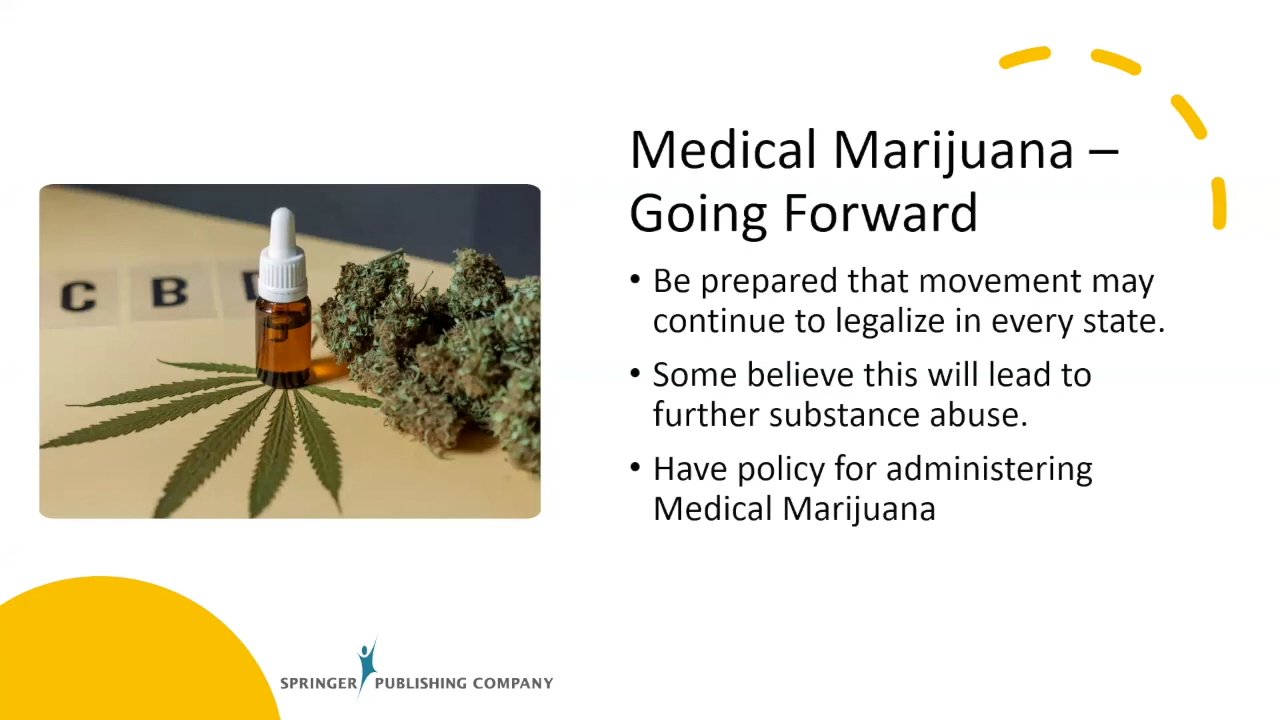 Medical Marijuana –
Going Forward
• Be prepared that movement may
continue to legalize in every state.
• Some believe this will lead to
further substance abuse.
• Have policy for administering
Medical Marijuana
C B D
SPRINGER PUBLISHING COMPANY